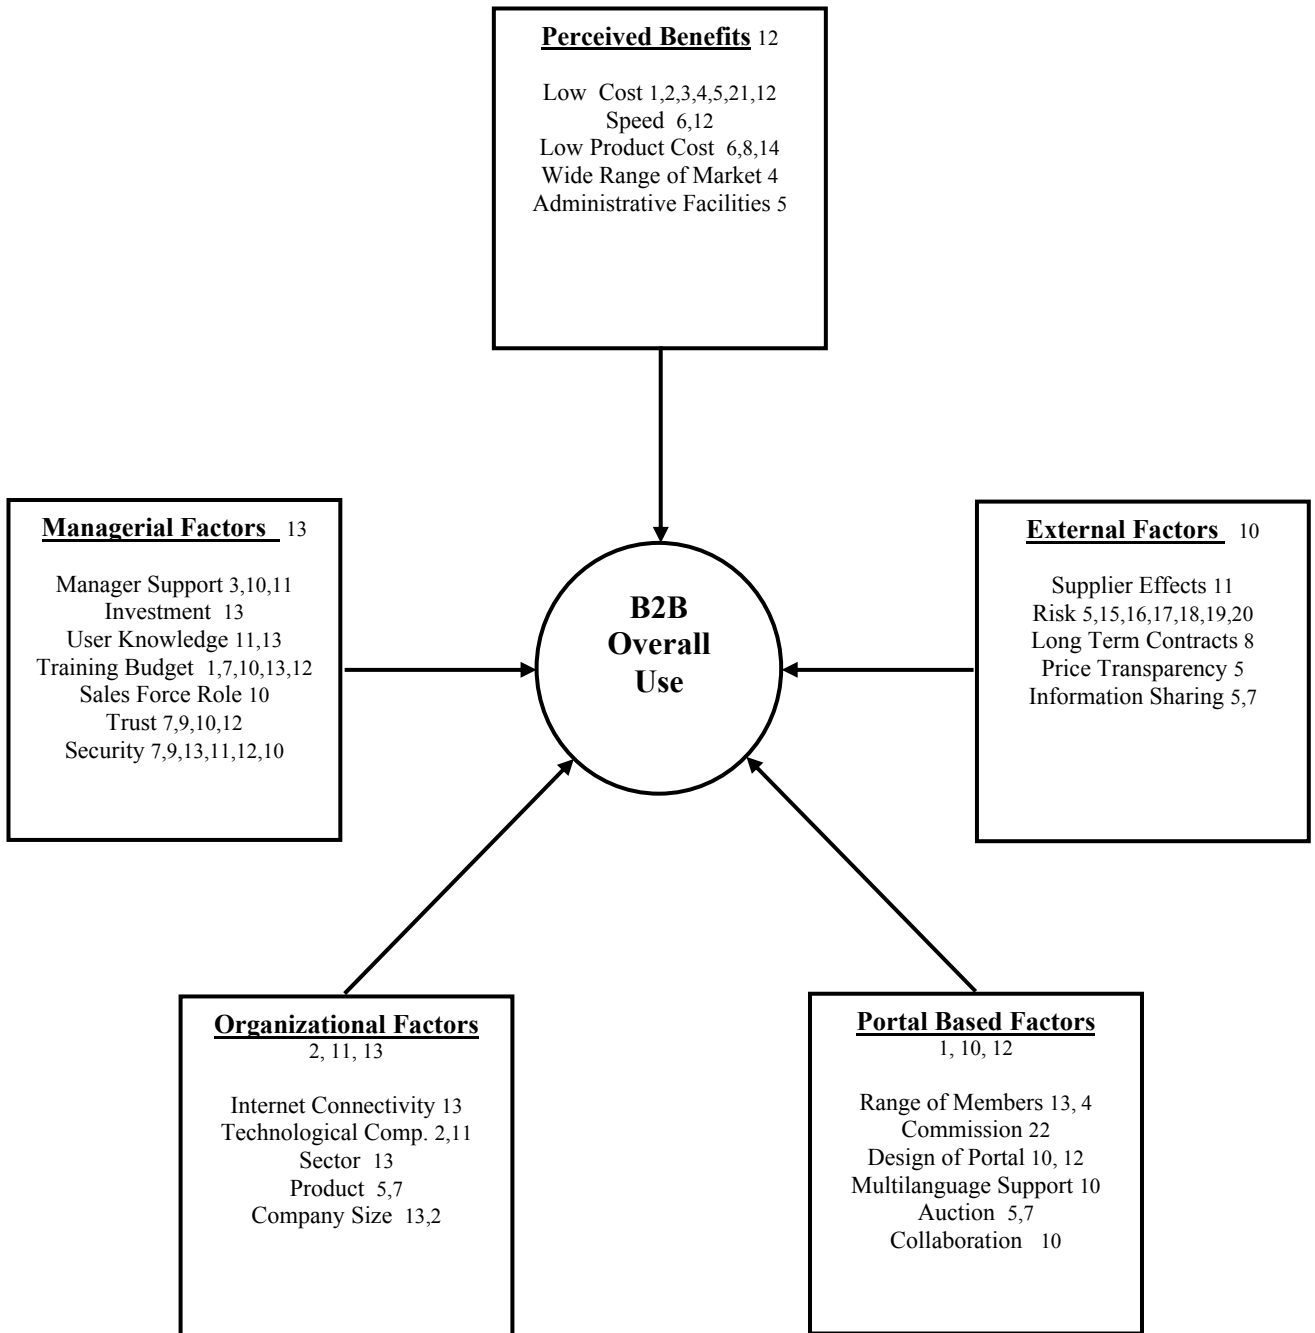 Perceived Benefits 12
Low Cost 1,2,3,4,5,21,12
Speed 6,12
Low Product Cost 6,8,14
Wide Range of Market 4
Administrative Facilities 5
Managerial Factors 13
Manager Support 3,10,11
Investment 13
User Knowledge 11,13
Training Budget 1,7,10,13,12
Sales Force Role 10
Trust 7,9,10,12
Security 7,9,13,11,12,10
B2B
Overall
Use
External Factors 10
Supplier Effects 11
Risk 5,15,16,17,18,19,20
Long Term Contracts 8
Price Transparency 5
Information Sharing 5,7
Organizational Factors
2, 11, 13
Internet Connectivity 13
Technological Comp. 2,11
Sector 13
Product 5,7
Company Size 13,2
Portal Based Factors
1, 10, 12
Range of Members 13, 4
Commission 22
Design of Portal 10, 12
Multilanguage Support 10
Auction 5,7
Collaboration 10